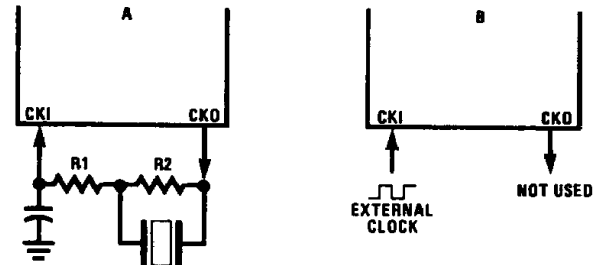 A
CKI
CKO
R1
R2
B
CKI
CKO
EXTERNAL
CLOCK
NOT USED